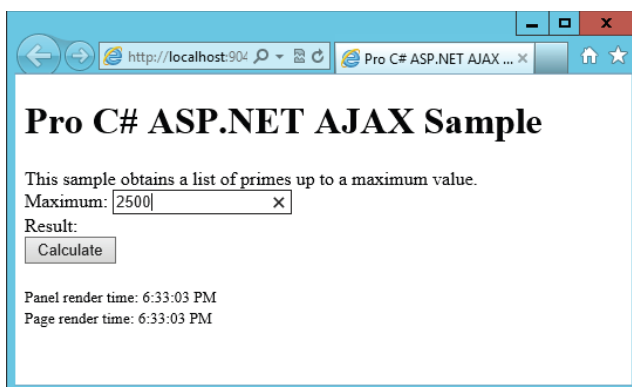 http://localhost:904
Pro C# ASP.NET AJAX ...
Pro C# ASP.NET AJAX Sample
This sample obtains a list of primes up to a maximum value.
Maximum: 2500
Result:
Calculate
Panel render time: 6:33:03 PM
Page render time: 6:33:03 PM